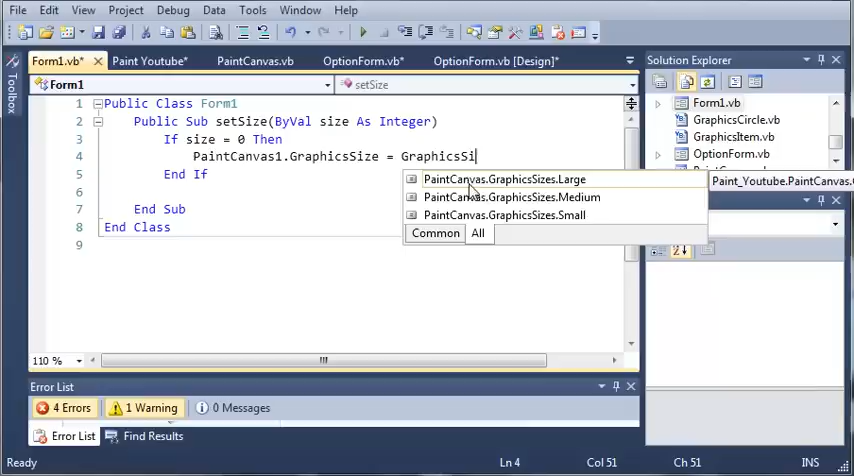 File Edit View Project Debug Data Tools Window Help
Form1.vb* Paint Youtube* PaintCanvas.vb OptionForm.vb* OptionForm.vb [Design]*
Solution Explorer
Toolbox
Form1 setSize
1 Public Class Form1
2 Public Sub setSize(ByVal size As Integer)
3 If size = 0 Then
4 PaintCanvas1.GraphicsSize = GraphicsSi
5 End If
6
7 End Sub
8 End Class
9
PaintCanvas.GraphicsSizes.Large
PaintCanvas.GraphicsSizes.Medium
PaintCanvas.GraphicsSizes.Small
Common All
Paint_Youtube.PaintCanvas.
Form1.vb
GraphicsCircle.vb
GraphicsItem.vb
OptionForm.vb
110 %
Error List
4 Errors 1 Warning 0 Messages
Error List Find Results
Ready Ln 4 Col 51 Ch 51 INS